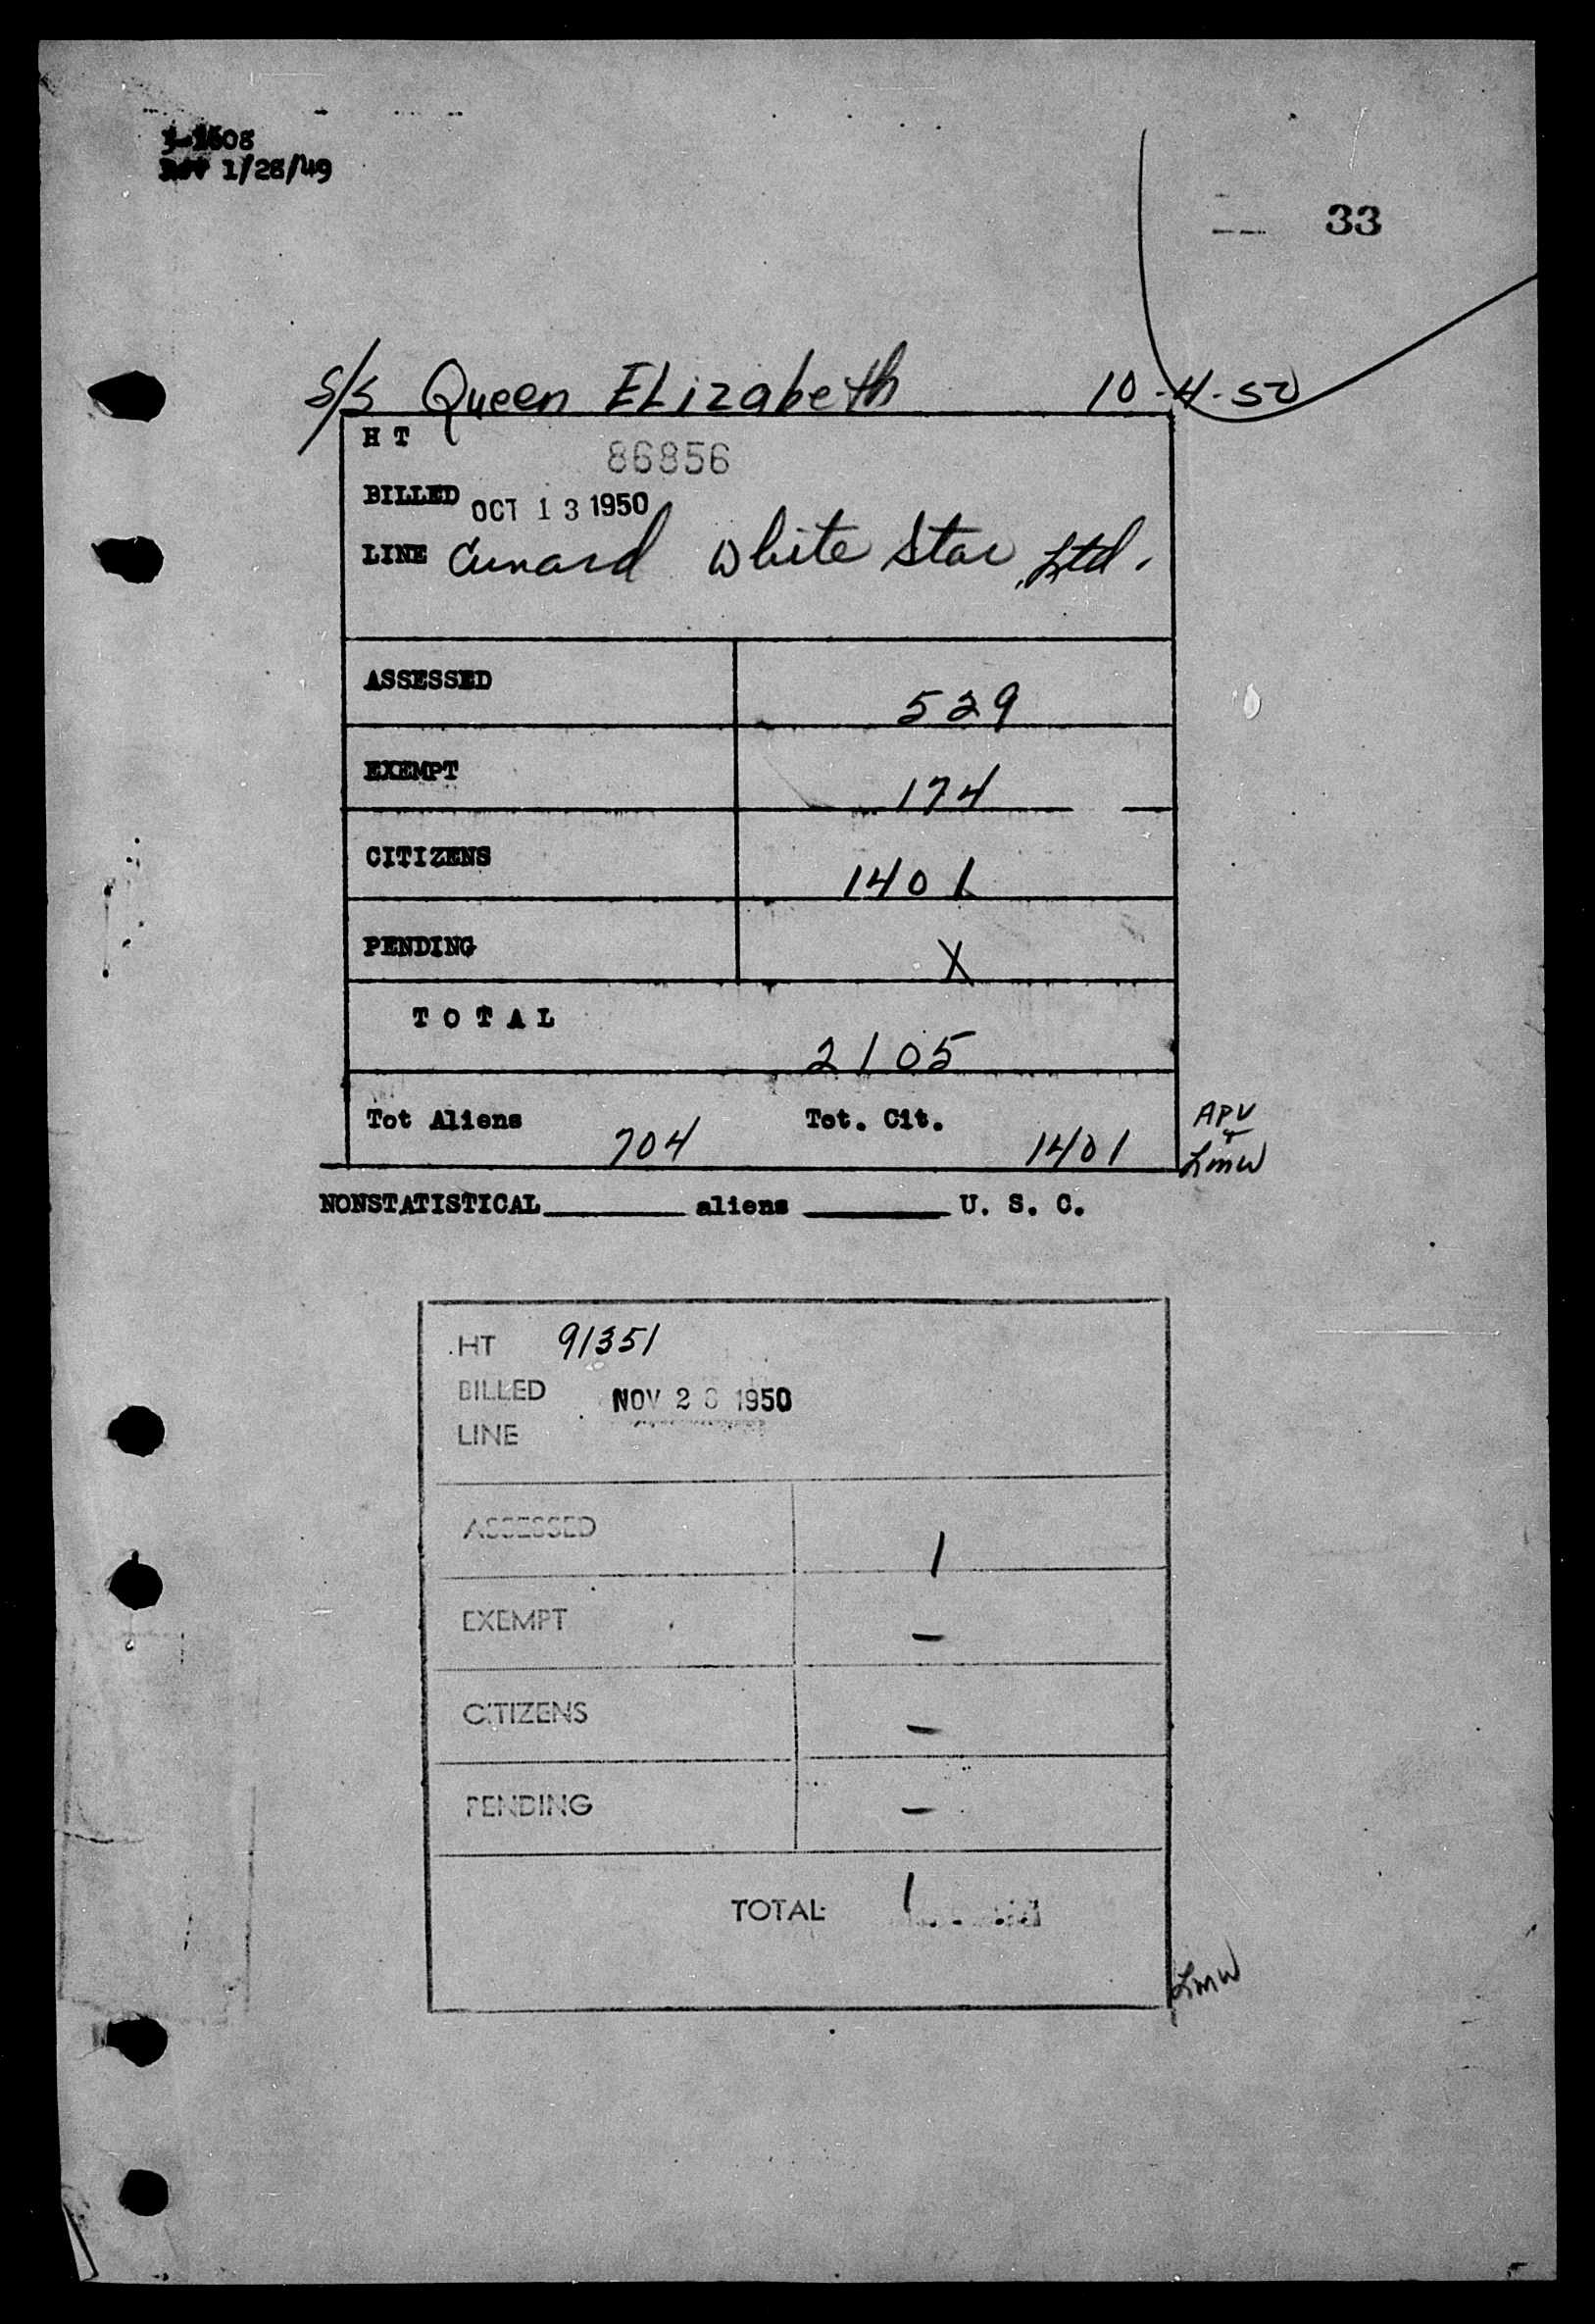 1/28/49
33
S/S Queen ELizabeth 10-4-50
H T 86856
BILLED OCT 13 1950
LINE Cunard White Star Ltd.
ASSESSED 529
EXEMPT 174
CITIZENS 1401
PENDING X
TOTAL 2105
Tot Aliens 704 Tot. Cit. 1401
APV
+
LMW
NONSTATISTICAL aliens U. S. C.
HT 91351
BILLED NOV 2 1950
LINE
ASSESSED 1
EXEMPT –
CITIZENS –
PENDING –
TOTAL 1
LMW